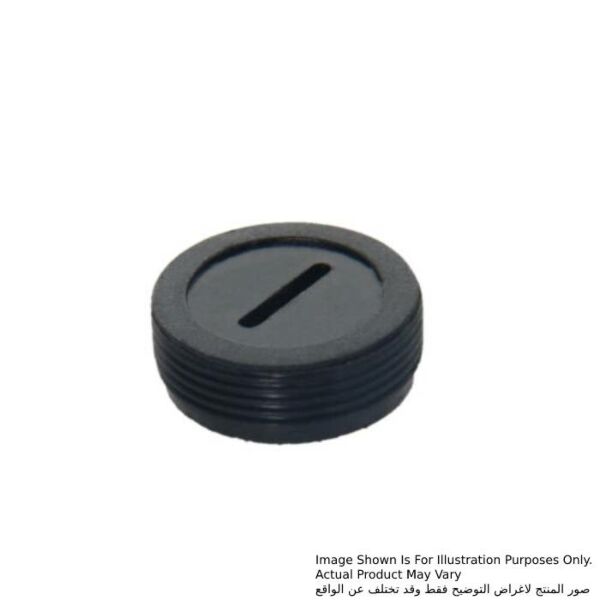 Image Shown Is For Illustration Purposes Only.
Actual Product May Vary
صور المنتج لاغراض التوضيح فقط وقد تختلف عن الواقع